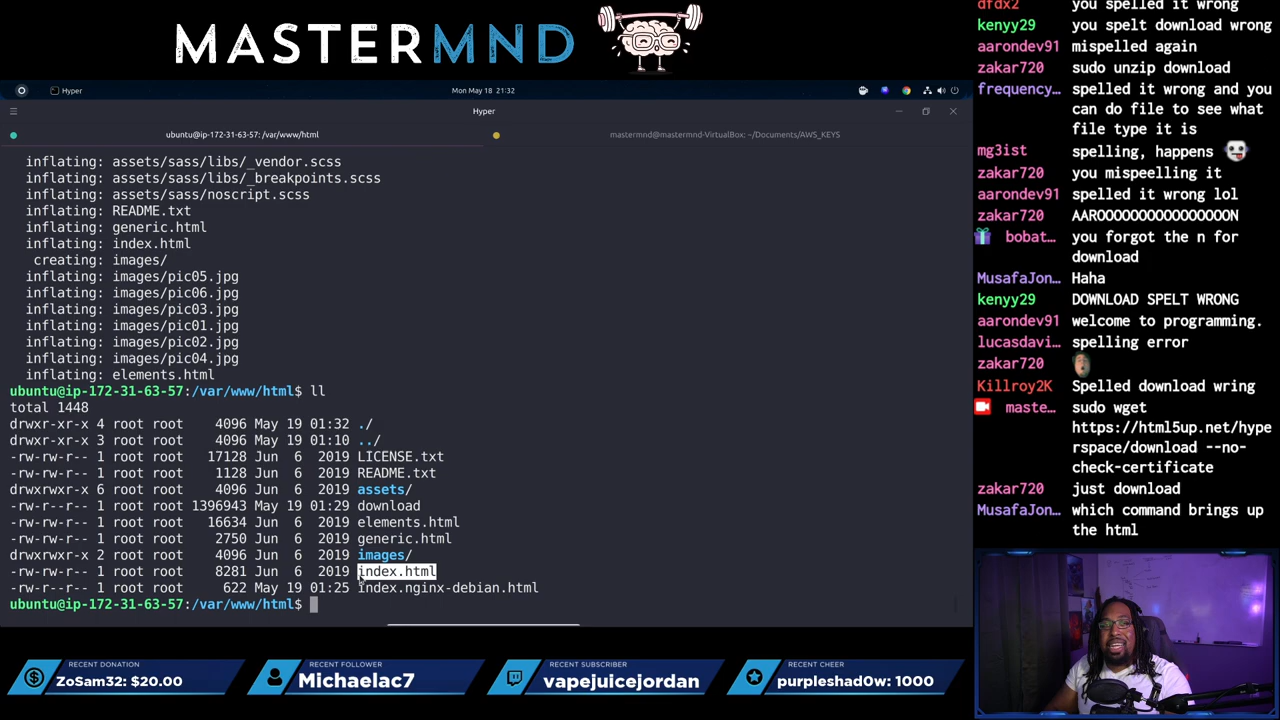 MASTERMND
Hyper
Mon May 18 21:32
Hyper
ubuntu@ip-172-31-63-57: /var/www/html
mastermnd@mastermnd-VirtualBox: ~/Documents/AWS_KEYS
inflating: assets/sass/libs/_vendor.scss
inflating: assets/sass/libs/_breakpoints.scss
inflating: assets/sass/noscript.scss
inflating: README.txt
inflating: generic.html
inflating: index.html
creating: images/
inflating: images/pic05.jpg
inflating: images/pic06.jpg
inflating: images/pic03.jpg
inflating: images/pic01.jpg
inflating: images/pic02.jpg
inflating: images/pic04.jpg
inflating: elements.html
ubuntu@ip-172-31-63-57:/var/www/html$ ll
total 1448
drwxr-xr-x 4 root root 4096 May 19 01:32 ./
drwxr-xr-x 3 root root 4096 May 19 01:10 ../
-rw-rw-r-- 1 root root 17128 Jun 6 2019 LICENSE.txt
-rw-rw-r-- 1 root root 1128 Jun 6 2019 README.txt
drwxrwxr-x 6 root root 4096 Jun 6 2019 assets/
-rw-r--r-- 1 root root 1396943 May 19 01:29 download
-rw-rw-r-- 1 root root 16634 Jun 6 2019 elements.html
-rw-rw-r-- 1 root root 2750 Jun 6 2019 generic.html
drwxrwxr-x 2 root root 4096 Jun 6 2019 images/
-rw-rw-r-- 1 root root 8281 Jun 6 2019 index.html
-rw-r--r-- 1 root root 622 May 19 01:25 index.nginx-debian.html
ubuntu@ip-172-31-63-57:/var/www/html$
dfdx2 you spelled it wrong
kenyy29 you spelt download wrong
aarondev91 mispelled again
zakar720 sudo unzip download
frequency… spelled it wrong and you
can do file to see what
file type it is
mg3ist spelling, happens
zakar720 you mispeelling it
aarondev91 spelled it wrong lol
zakar720 AAROOOOOOOOOOOOOOOON
bobat… you forgot the n for
download
MusafaJon… Haha
kenyy29 DOWNLOAD SPELT WRONG
aarondev91 welcome to programming.
lucasdavi… spelling error
zakar720
Killroy2K Spelled download wring
maste… sudo wget
https://html5up.net/hype
rspace/download --no-
check-certificate
zakar720 just download
MusafaJon… which command brings up
the html
RECENT DONATION
ZoSam32: $20.00
RECENT FOLLOWER
Michaelac7
RECENT SUBSCRIBER
vapejuicejordan
RECENT CHEER
purpleshad0w: 1000